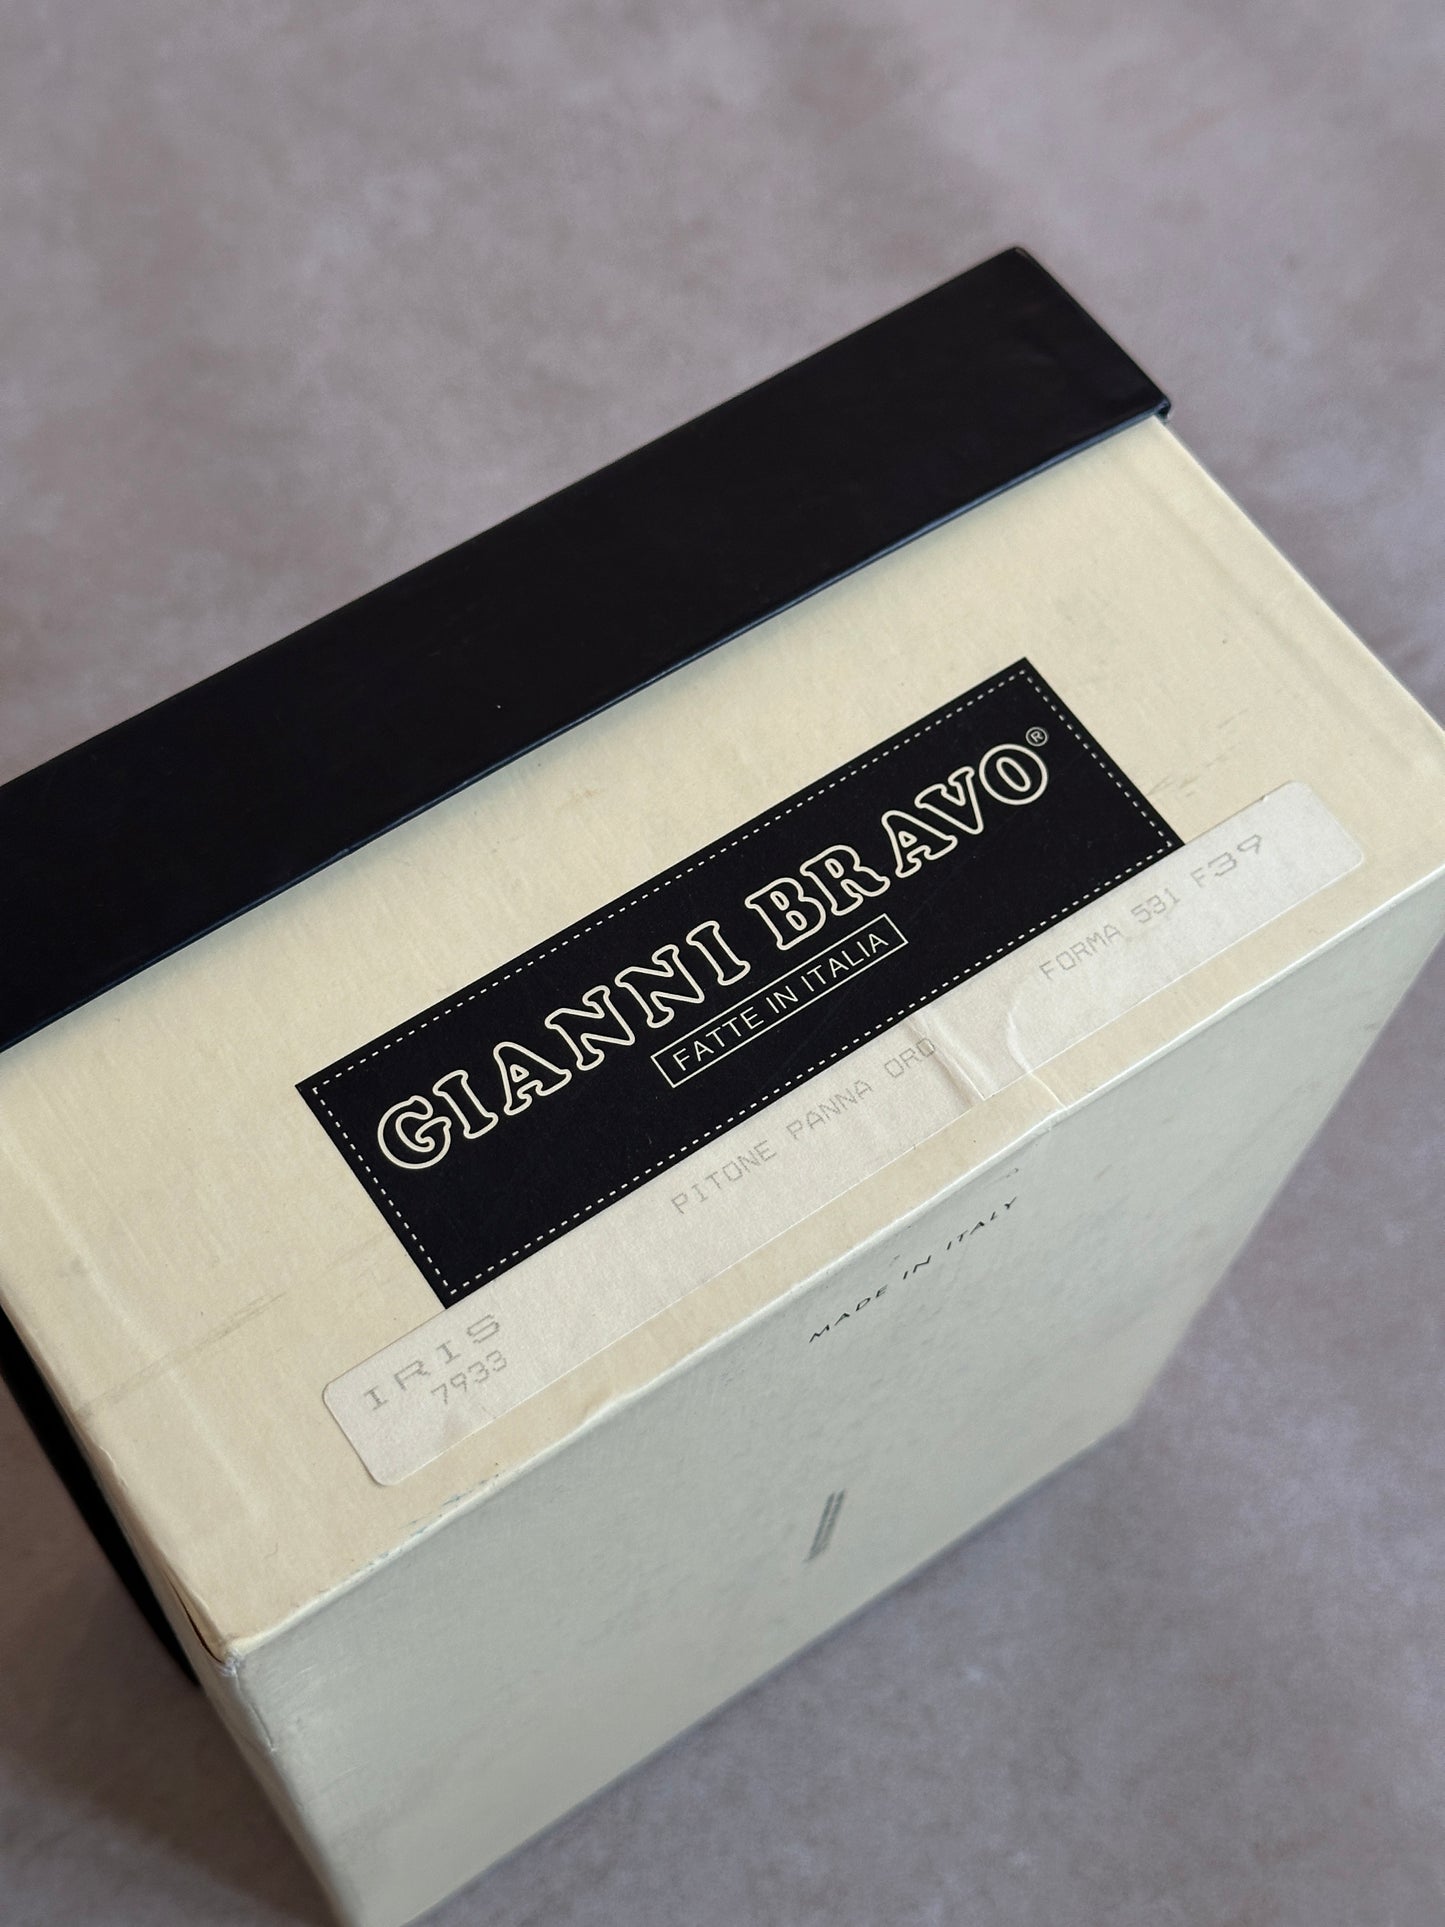 GIANNI BRAVO®
FATTE IN ITALIA
IRIS
7933
PITONE PANNA ORO
FORMA 531 F39
MADE IN ITALY